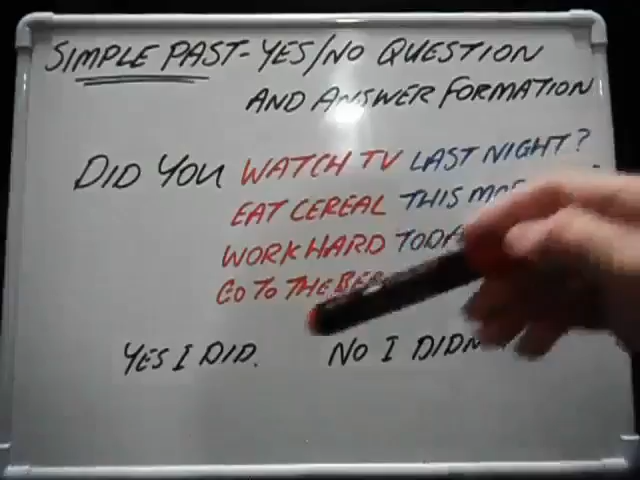 SIMPLE PAST-YES/NO QUESTION
AND ANSWER FORMATION
DID YOU WATCH TV LAST NIGHT?
EAT CEREAL THIS
WORK HARD
GO TO THE
YES I DID.
NO I